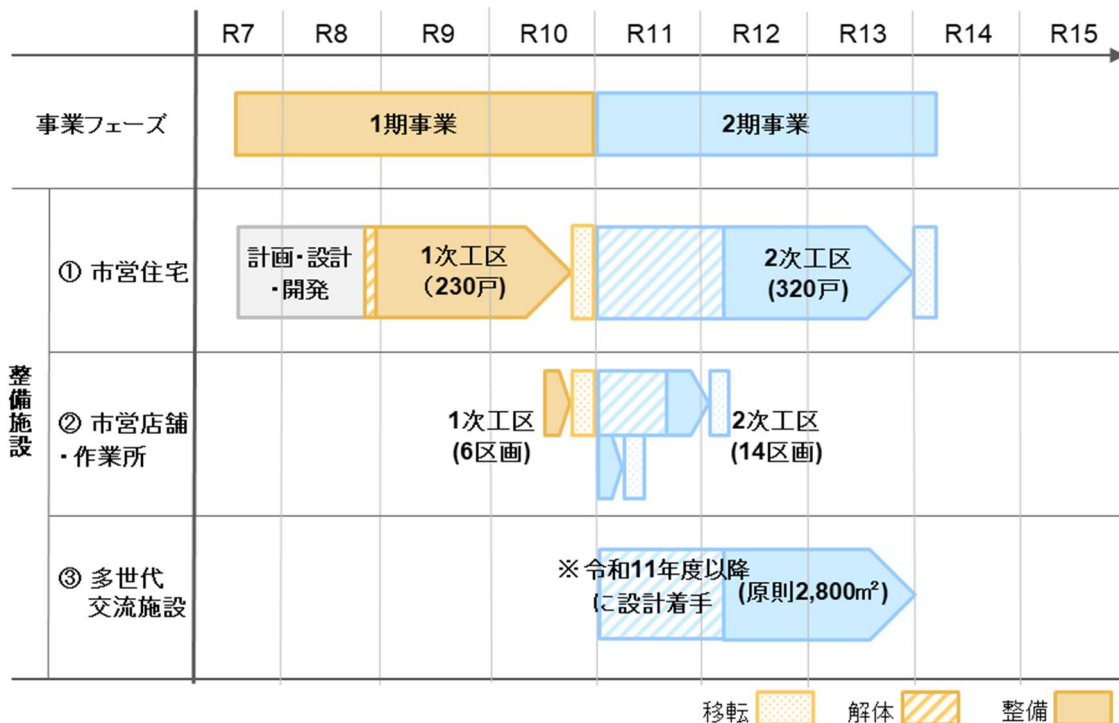 R7 R8 R9 R10 R11 R12 R13 R14 R15
事業フェーズ
1期事業
2期事業
整備施設
① 市営住宅
計画・設計
・開発
1次工区
（230戸)
2次工区
(320戸)
② 市営店舗
・作業所
1次工区
(6区画)
2次工区
(14区画)
③ 多世代
交流施設
※ 令和11年度以降
に設計着手
(原則2,800m²)
移転 解体 整備